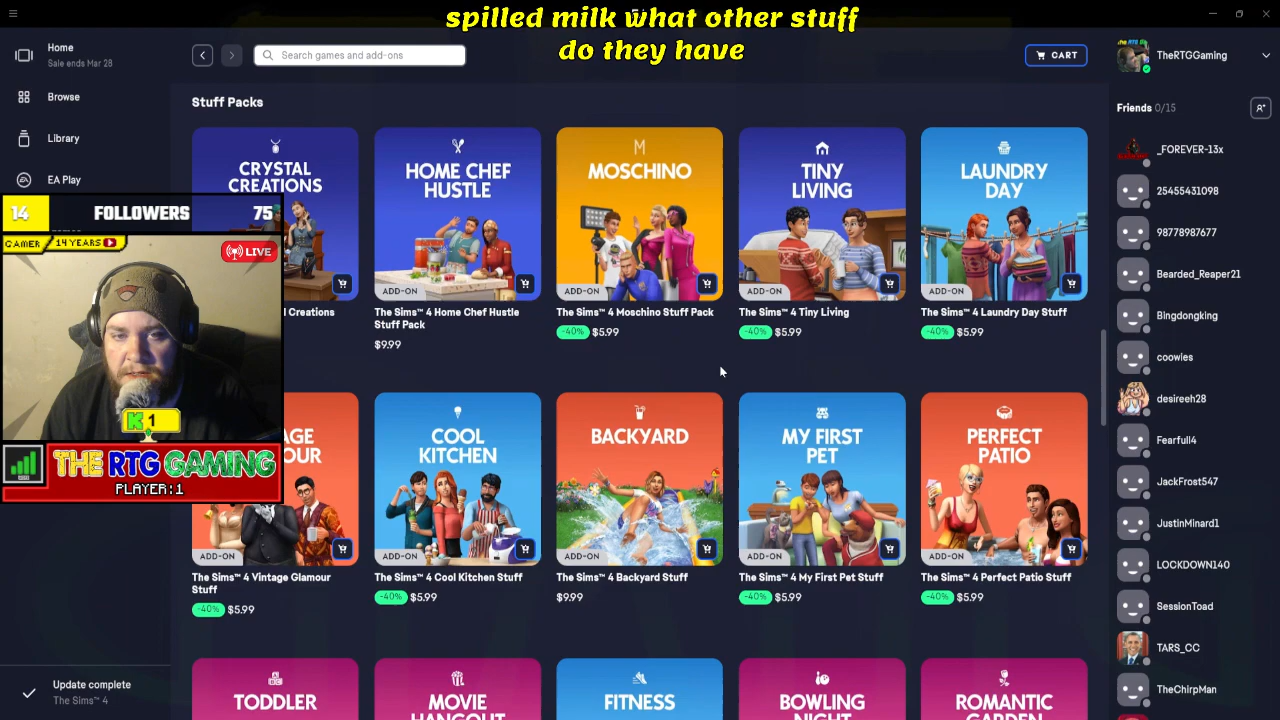 spilled milk what other stuff
do they have
Home
Sale ends Mar 28
Search games and add-ons
CART
TheRTGGaming
Browse
Stuff Packs
Friends 0/15
Library
_FOREVER-13x
EA Play
25455431098
14 FOLLOWERS 75
GAMER 14 YEARS
LIVE
98778987677
Bearded_Reaper21
Bingdongking
coowies
desireeh28
Fearfull4
JackFrost547
JustinMinard1
LOCKDOWN140
SessionToad
TARS_CC
TheChirpMan
CRYSTAL
CREATIONS
Creations
HOME CHEF
HUSTLE
ADD-ON
The Sims™ 4 Home Chef Hustle
Stuff Pack
$9.99
M
MOSCHINO
ADD-ON
The Sims™ 4 Moschino Stuff Pack
-40% $5.99
TINY
LIVING
ADD-ON
The Sims™ 4 Tiny Living
-40% $5.99
LAUNDRY
DAY
ADD-ON
The Sims™ 4 Laundry Day Stuff
-40% $5.99
K 1
THE RTG GAMING
PLAYER:1
AGE
OUR
ADD-ON
The Sims™ 4 Vintage Glamour
Stuff
-40% $5.99
COOL
KITCHEN
ADD-ON
The Sims™ 4 Cool Kitchen Stuff
-40% $5.99
BACKYARD
ADD-ON
The Sims™ 4 Backyard Stuff
$9.99
MY FIRST
PET
ADD-ON
The Sims™ 4 My First Pet Stuff
-40% $5.99
PERFECT
PATIO
ADD-ON
The Sims™ 4 Perfect Patio Stuff
-40% $5.99
TODDLER
MOVIE
HANGOUT
FITNESS
BOWLING
NIGHT
ROMANTIC
GARDEN
Update complete
The Sims™ 4